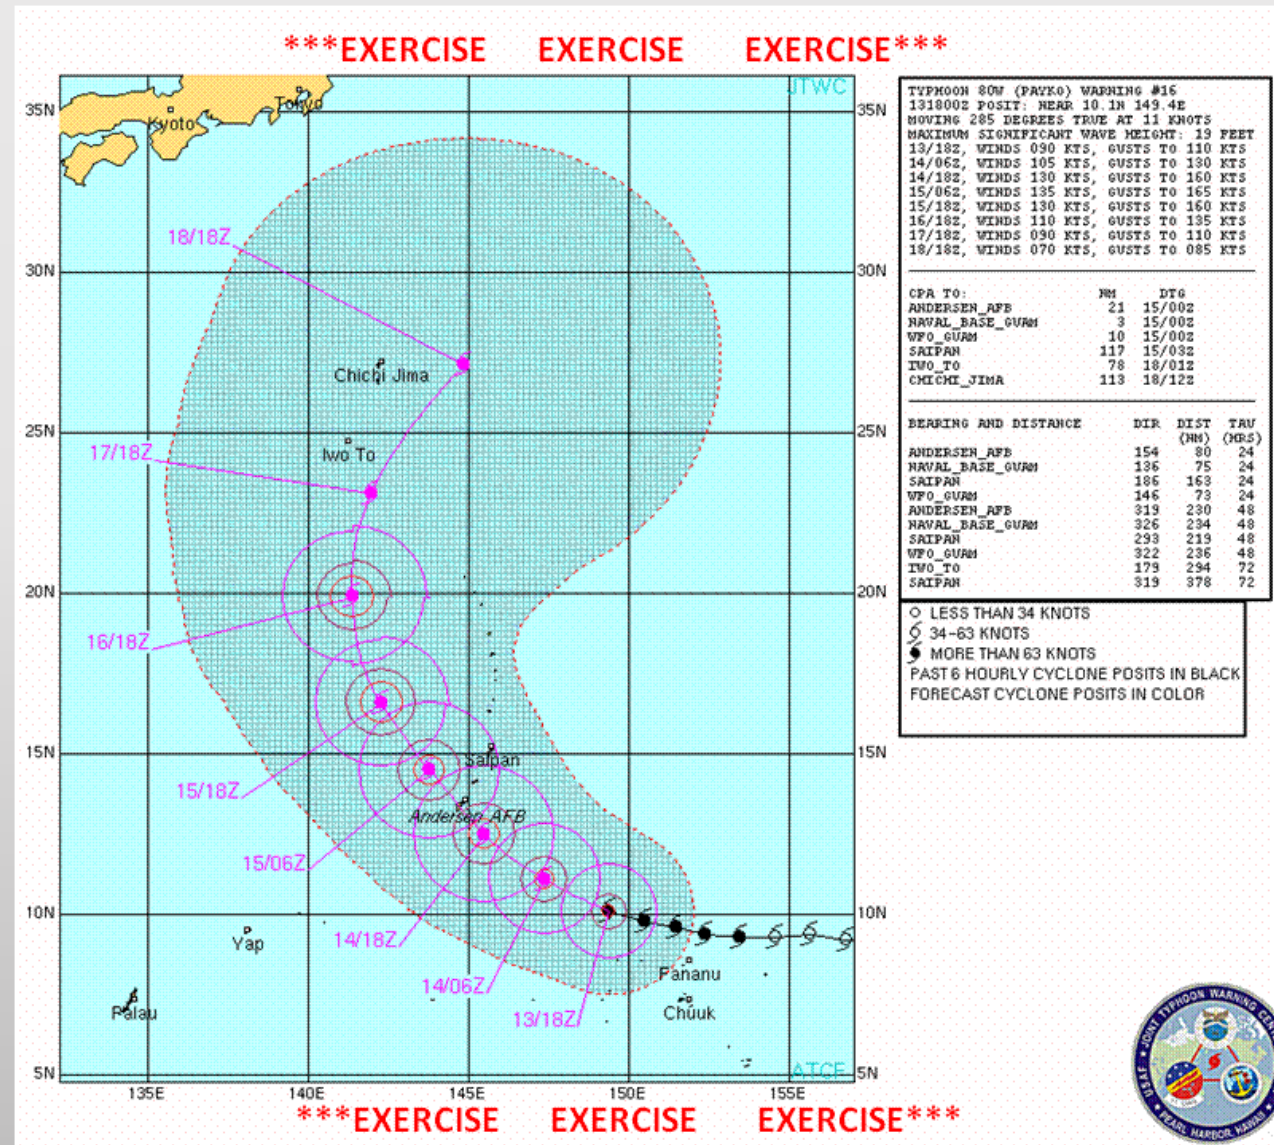 ***EXERCISE EXERCISE EXERCISE***
JTWC
35N
35N
Tokyo
Kyoto
18/18Z
30N
30N
Chichi Jima
25N
25N
17/18Z
Iwo To
20N
20N
16/18Z
15N
15N
Saipan
15/18Z
Andersen AFB
15/06Z
10N
10N
Yap
14/18Z
Pananu
14/06Z
Palau
Chuuk
13/18Z
5N
5N
ATCF
135E 140E 145E 150E 155E
***EXERCISE EXERCISE EXERCISE***
TYPHOON 80W (PAYKO) WARNING #16
131800Z POSIT: NEAR 10.1N 149.4E
MOVING 285 DEGREES TRUE AT 11 KNOTS
MAXIMUM SIGNIFICANT WAVE HEIGHT: 19 FEET
13/18Z, WINDS 090 KTS, GUSTS TO 110 KTS
14/06Z, WINDS 105 KTS, GUSTS TO 130 KTS
14/18Z, WINDS 130 KTS, GUSTS TO 160 KTS
15/06Z, WINDS 135 KTS, GUSTS TO 165 KTS
15/18Z, WINDS 130 KTS, GUSTS TO 160 KTS
16/18Z, WINDS 110 KTS, GUSTS TO 135 KTS
17/18Z, WINDS 090 KTS, GUSTS TO 110 KTS
18/18Z, WINDS 070 KTS, GUSTS TO 085 KTS
CPA TO: NM DTG
ANDERSEN_AFB 21 15/00Z
NAVAL_BASE_GUAM 3 15/00Z
WFO_GUAM 10 15/00Z
SAIPAN 117 15/03Z
IWO_TO 78 18/01Z
CHICHI_JIMA 113 18/12Z
BEARING AND DISTANCE DIR DIST TAU
(NM) (HRS)
ANDERSEN_AFB 154 80 24
NAVAL_BASE_GUAM 136 75 24
SAIPAN 186 163 24
WFO_GUAM 146 73 24
ANDERSEN_AFB 319 230 48
NAVAL_BASE_GUAM 326 234 48
SAIPAN 293 219 48
WFO_GUAM 322 236 48
IWO_TO 179 294 72
SAIPAN 319 378 72
LESS THAN 34 KNOTS
34-63 KNOTS
MORE THAN 63 KNOTS
PAST 6 HOURLY CYCLONE POSITS IN BLACK
FORECAST CYCLONE POSITS IN COLOR
JOINT TYPHOON WARNING
USAF
PEARL HARBOR, HAWAII